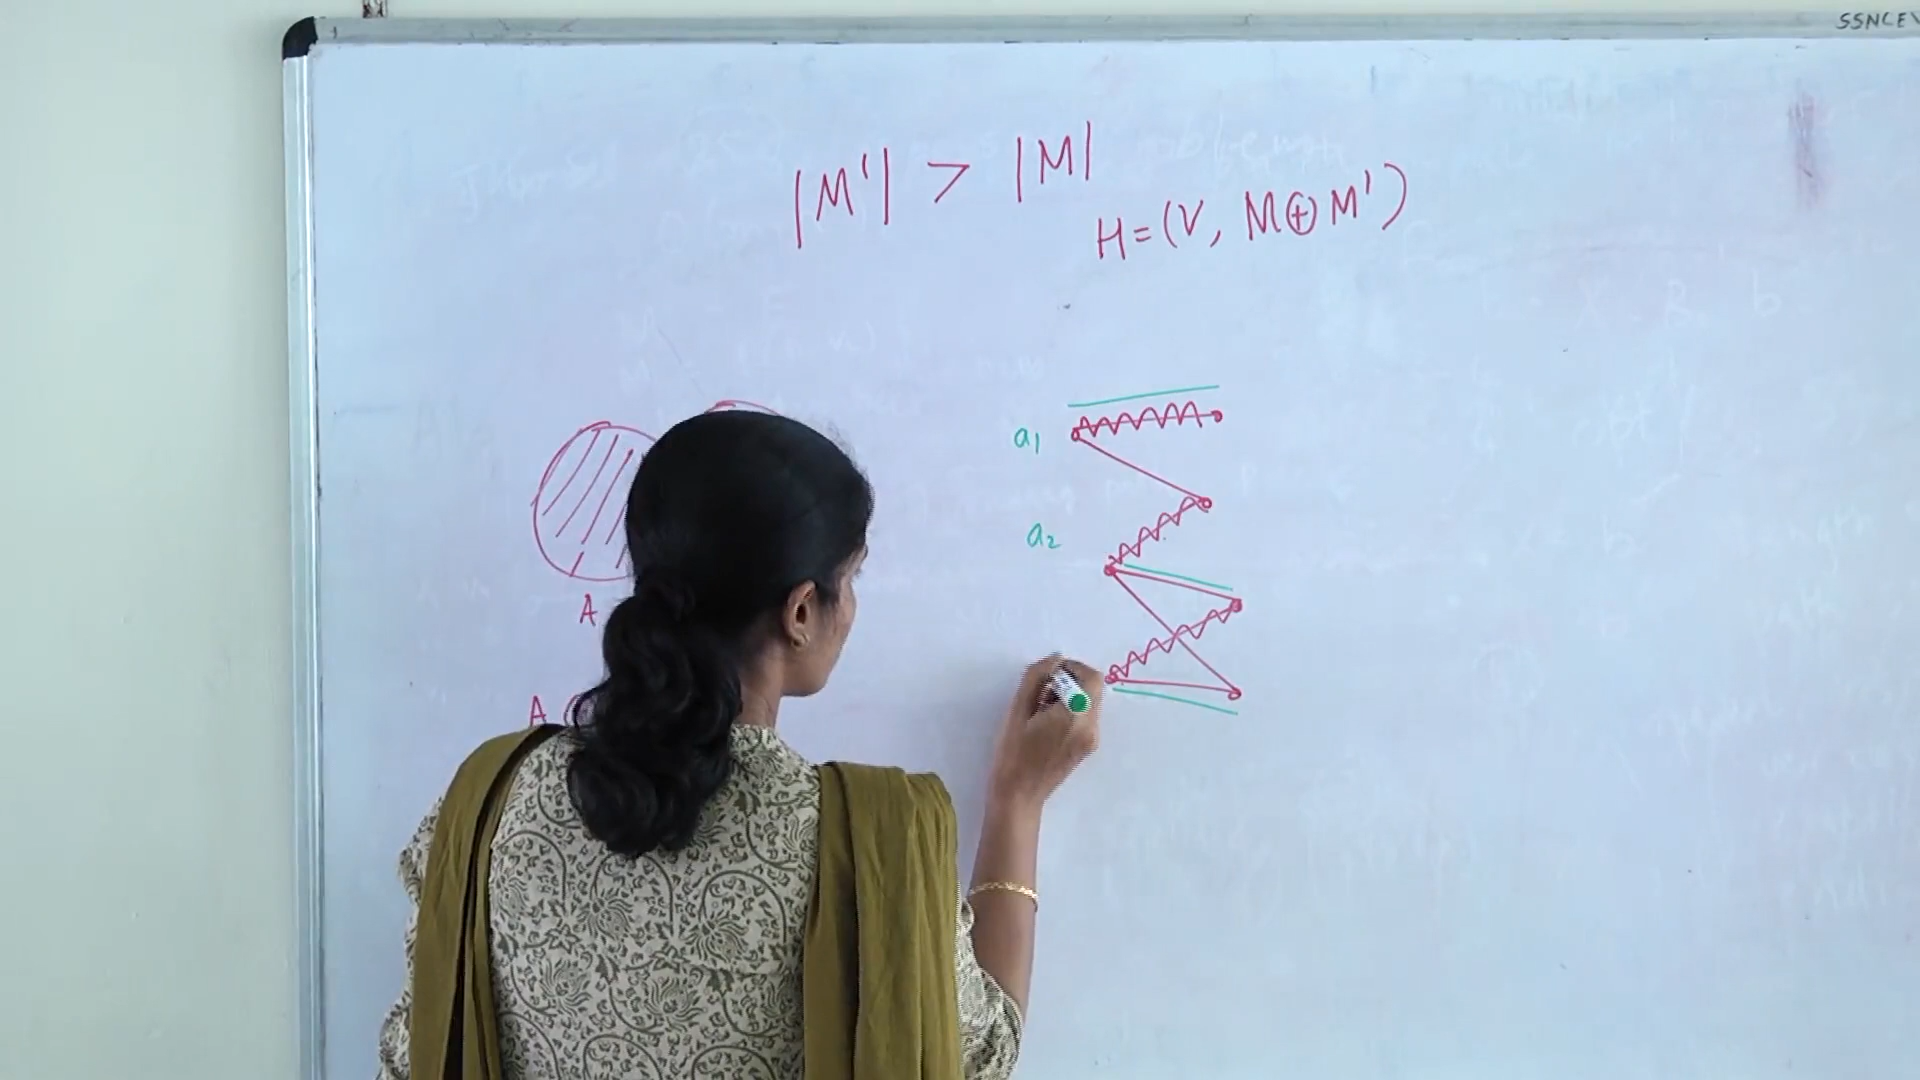 SSNCE
|M'| > |M|
H = (V, M ⊕ M')
a1
a2
A
A